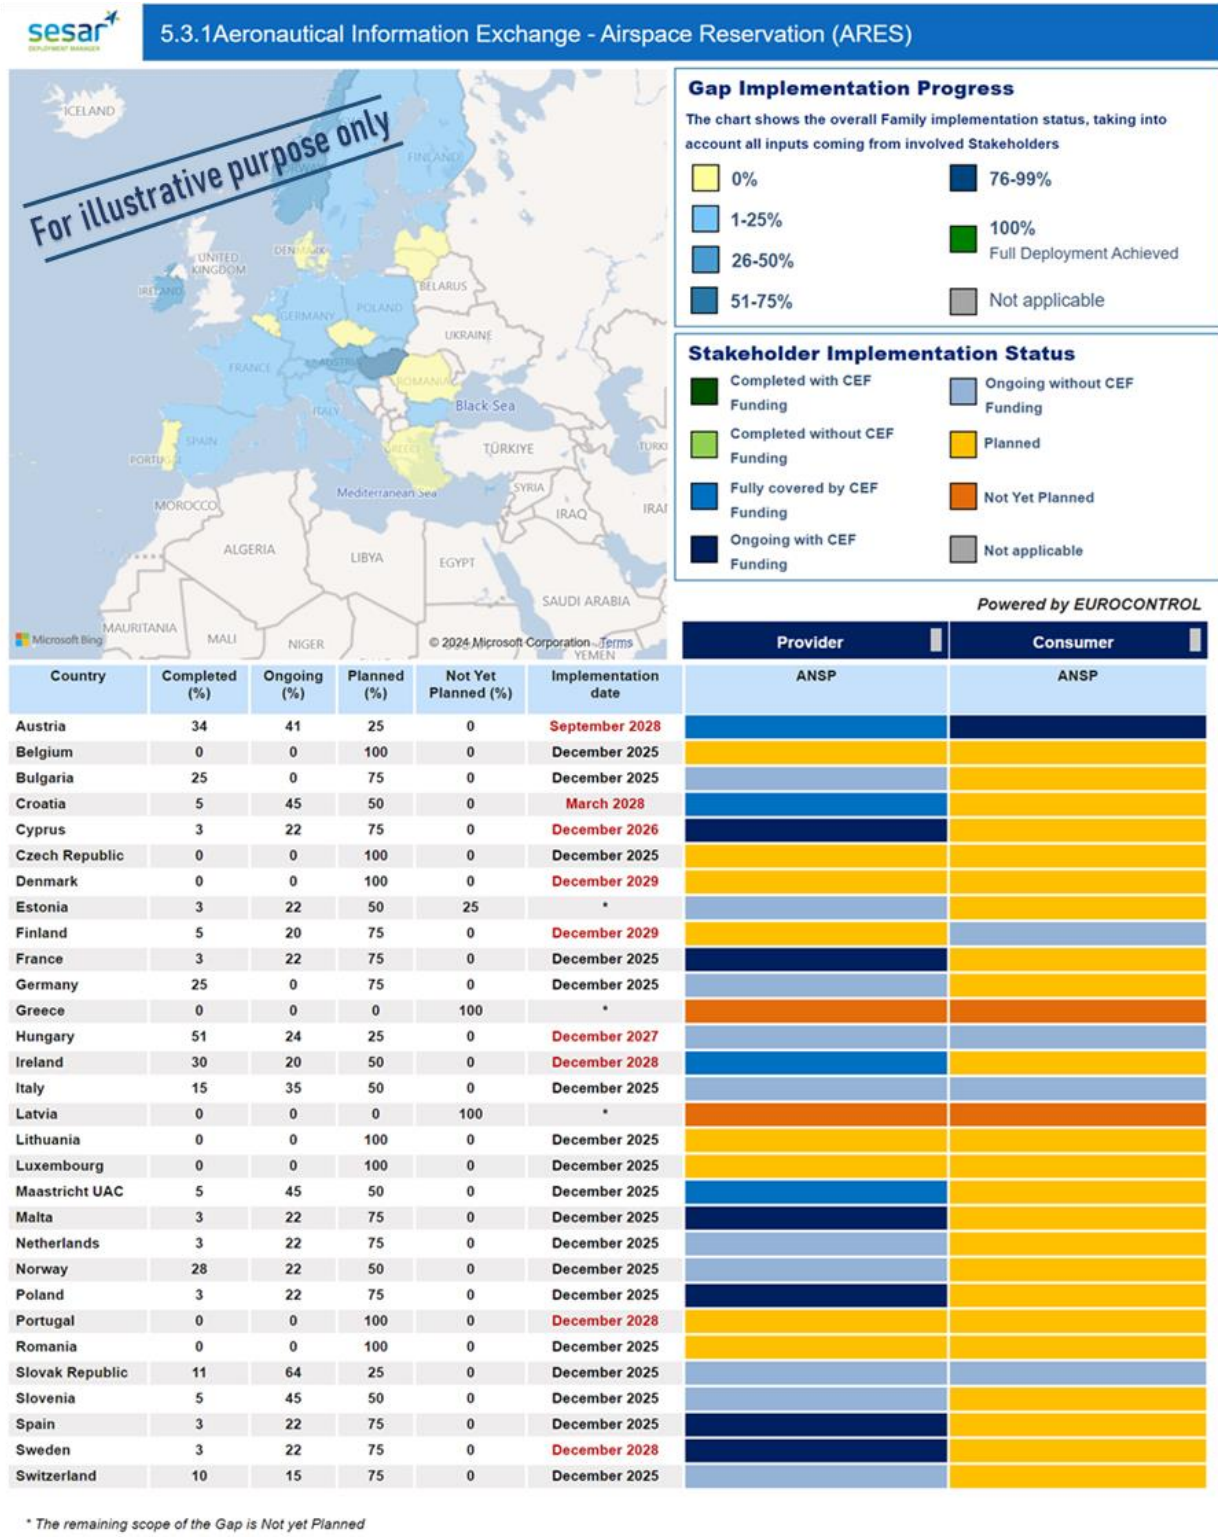 sesar
DEPLOYMENT MANAGER
5.3.1Aeronautical Information Exchange - Airspace Reservation (ARES)
For illustrative purpose only
ICELAND
NORWAY
FINLAND
UNITED
KINGDOM
DENMARK
IRELAND
BELARUS
GERMANY
POLAND
UKRAINE
FRANCE
AUSTRIA
ROMANIA
ITALY
Black Sea
SPAIN
PORTUGAL
GREECE
TÜRKIYE
Mediterranean Sea
SYRIA
MOROCCO
IRAQ
ALGERIA
LIBYA
EGYPT
SAUDI ARABIA
MAURITANIA
MALI
NIGER
YEMEN
Microsoft Bing
© 2024 Microsoft Corporation Terms
Gap Implementation Progress
The chart shows the overall Family implementation status, taking into
account all inputs coming from involved Stakeholders
0%
76-99%
1-25%
100%
Full Deployment Achieved
26-50%
51-75%
Not applicable
Stakeholder Implementation Status
Completed with CEF
Funding
Ongoing without CEF
Funding
Completed without CEF
Funding
Planned
Fully covered by CEF
Funding
Not Yet Planned
Ongoing with CEF
Funding
Not applicable
Powered by EUROCONTROL
Provider Consumer
Country Completed (%) Ongoing (%) Planned (%) Not Yet Planned (%) Implementation date ANSP ANSP
Austria 34 41 25 0 September 2028
Belgium 0 0 100 0 December 2025
Bulgaria 25 0 75 0 December 2025
Croatia 5 45 50 0 March 2028
Cyprus 3 22 75 0 December 2026
Czech Republic 0 0 100 0 December 2025
Denmark 0 0 100 0 December 2029
Estonia 3 22 50 25 *
Finland 5 20 75 0 December 2029
France 3 22 75 0 December 2025
Germany 25 0 75 0 December 2025
Greece 0 0 0 100 *
Hungary 51 24 25 0 December 2027
Ireland 30 20 50 0 December 2028
Italy 15 35 50 0 December 2025
Latvia 0 0 0 100 *
Lithuania 0 0 100 0 December 2025
Luxembourg 0 0 100 0 December 2025
Maastricht UAC 5 45 50 0 December 2025
Malta 3 22 75 0 December 2025
Netherlands 3 22 75 0 December 2025
Norway 28 22 50 0 December 2025
Poland 3 22 75 0 December 2025
Portugal 0 0 100 0 December 2028
Romania 0 0 100 0 December 2025
Slovak Republic 11 64 25 0 December 2025
Slovenia 5 45 50 0 December 2025
Spain 3 22 75 0 December 2025
Sweden 3 22 75 0 December 2028
Switzerland 10 15 75 0 December 2025
* The remaining scope of the Gap is Not yet Planned